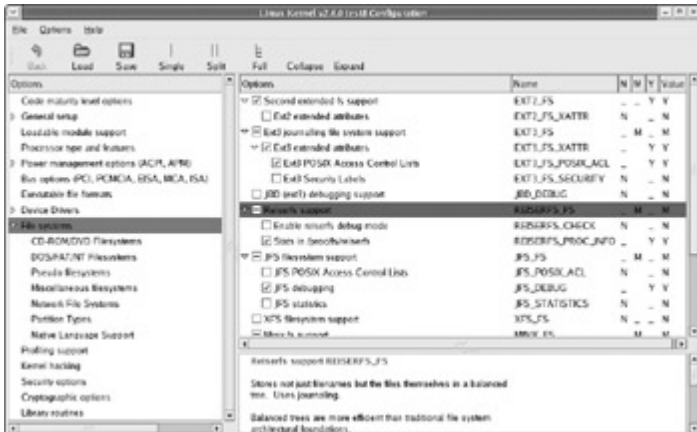 Linux Kernel v2.6.0-test8 Configuration
File Options Help
Back Load Save Single Split Full Collapse Expand
Options
Code maturity level options
General setup
Loadable module support
Processor type and features
Power management options (ACPI, APM)
Bus options (PCI, PCMCIA, EISA, MCA, ISA)
Executable file formats
Device Drivers
File systems
CD-ROM/DVD Filesystems
DOS/FAT/NT Filesystems
Pseudo filesystems
Miscellaneous filesystems
Network File Systems
Partition Types
Native Language Support
Profiling support
Kernel hacking
Security options
Cryptographic options
Library routines
Options Name N M Y Value
Second extended fs support EXT2_FS _ _ Y Y
Ext2 extended attributes EXT2_FS_XATTR N _ N
Ext3 journalling file system support EXT3_FS _ M _ M
Ext3 extended attributes EXT3_FS_XATTR _ Y Y
Ext3 POSIX Access Control Lists EXT3_FS_POSIX_ACL _ Y Y
Ext3 Security Labels EXT3_FS_SECURITY N _ N
JBD (ext3) debugging support JBD_DEBUG N _ N
Reiserfs support REISERFS_FS _ M _ M
Enable reiserfs debug mode REISERFS_CHECK N _ N
Stats in /proc/fs/reiserfs REISERFS_PROC_INFO _ Y Y
JFS filesystem support JFS_FS _ M _ M
JFS POSIX Access Control Lists JFS_POSIX_ACL N _ N
JFS debugging JFS_DEBUG _ Y Y
JFS statistics JFS_STATISTICS N _ N
XFS filesystem support XFS_FS N _ _ N
Minix fs support MINIX_FS _ M _ M
Reiserfs support REISERFS_FS
Stores not just filenames but the files themselves in a balanced
tree. Uses journaling.
Balanced trees are more efficient than traditional file system
architectural foundations.